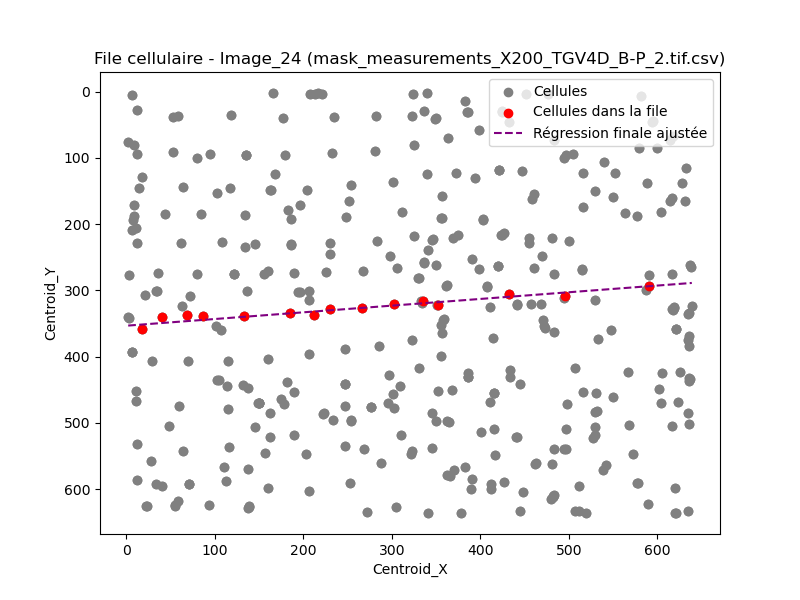 File cellulaire - Image_24 (mask_measurements_X200_TGV4D_B-P_2.tif.csv)
Cellules
Cellules dans la file
Régression finale ajustée
Centroid_Y
0
100
200
300
400
500
600
0 100 200 300 400 500 600
Centroid_X